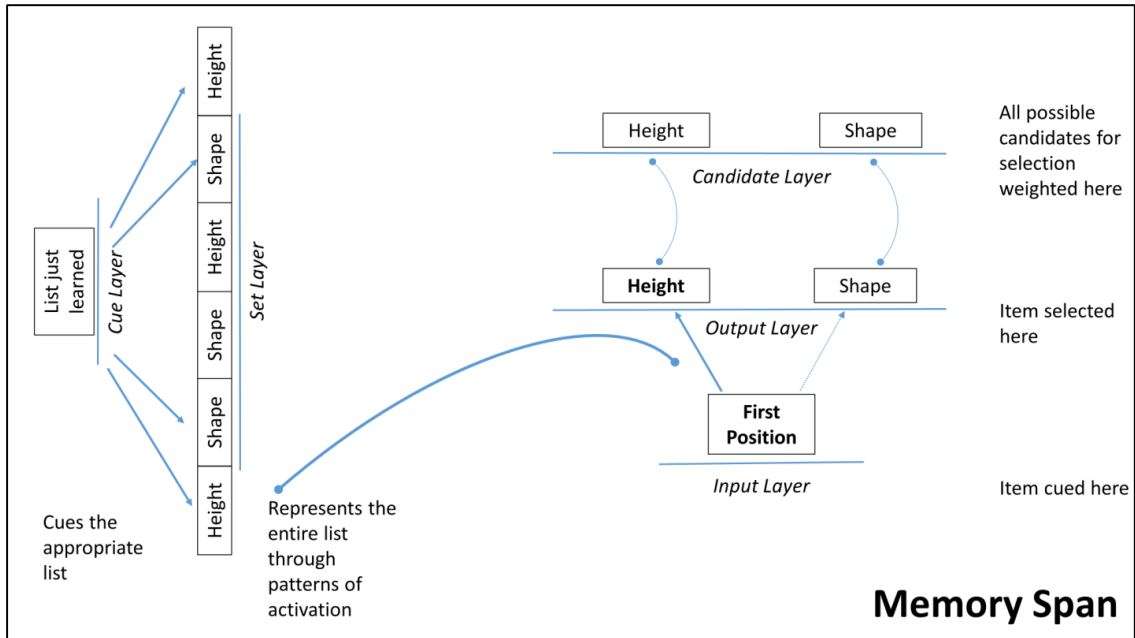 List just
learned
Cue Layer
Cues the
appropriate
list
Height
Shape
Height
Shape
Shape
Height
Set Layer
Represents the
entire list
through
patterns of
activation
Height
Shape
Candidate Layer
All possible
candidates for
selection
weighted here
Height
Shape
Output Layer
Item selected
here
First
Position
Input Layer
Item cued here
Memory Span